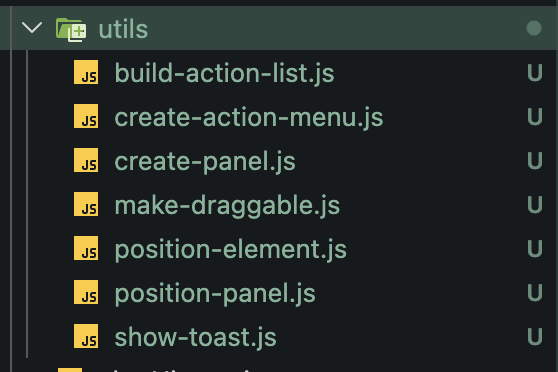 utils
JS build-action-list.js U
JS create-action-menu.js U
JS create-panel.js U
JS make-draggable.js U
JS position-element.js U
JS position-panel.js U
JS show-toast.js U